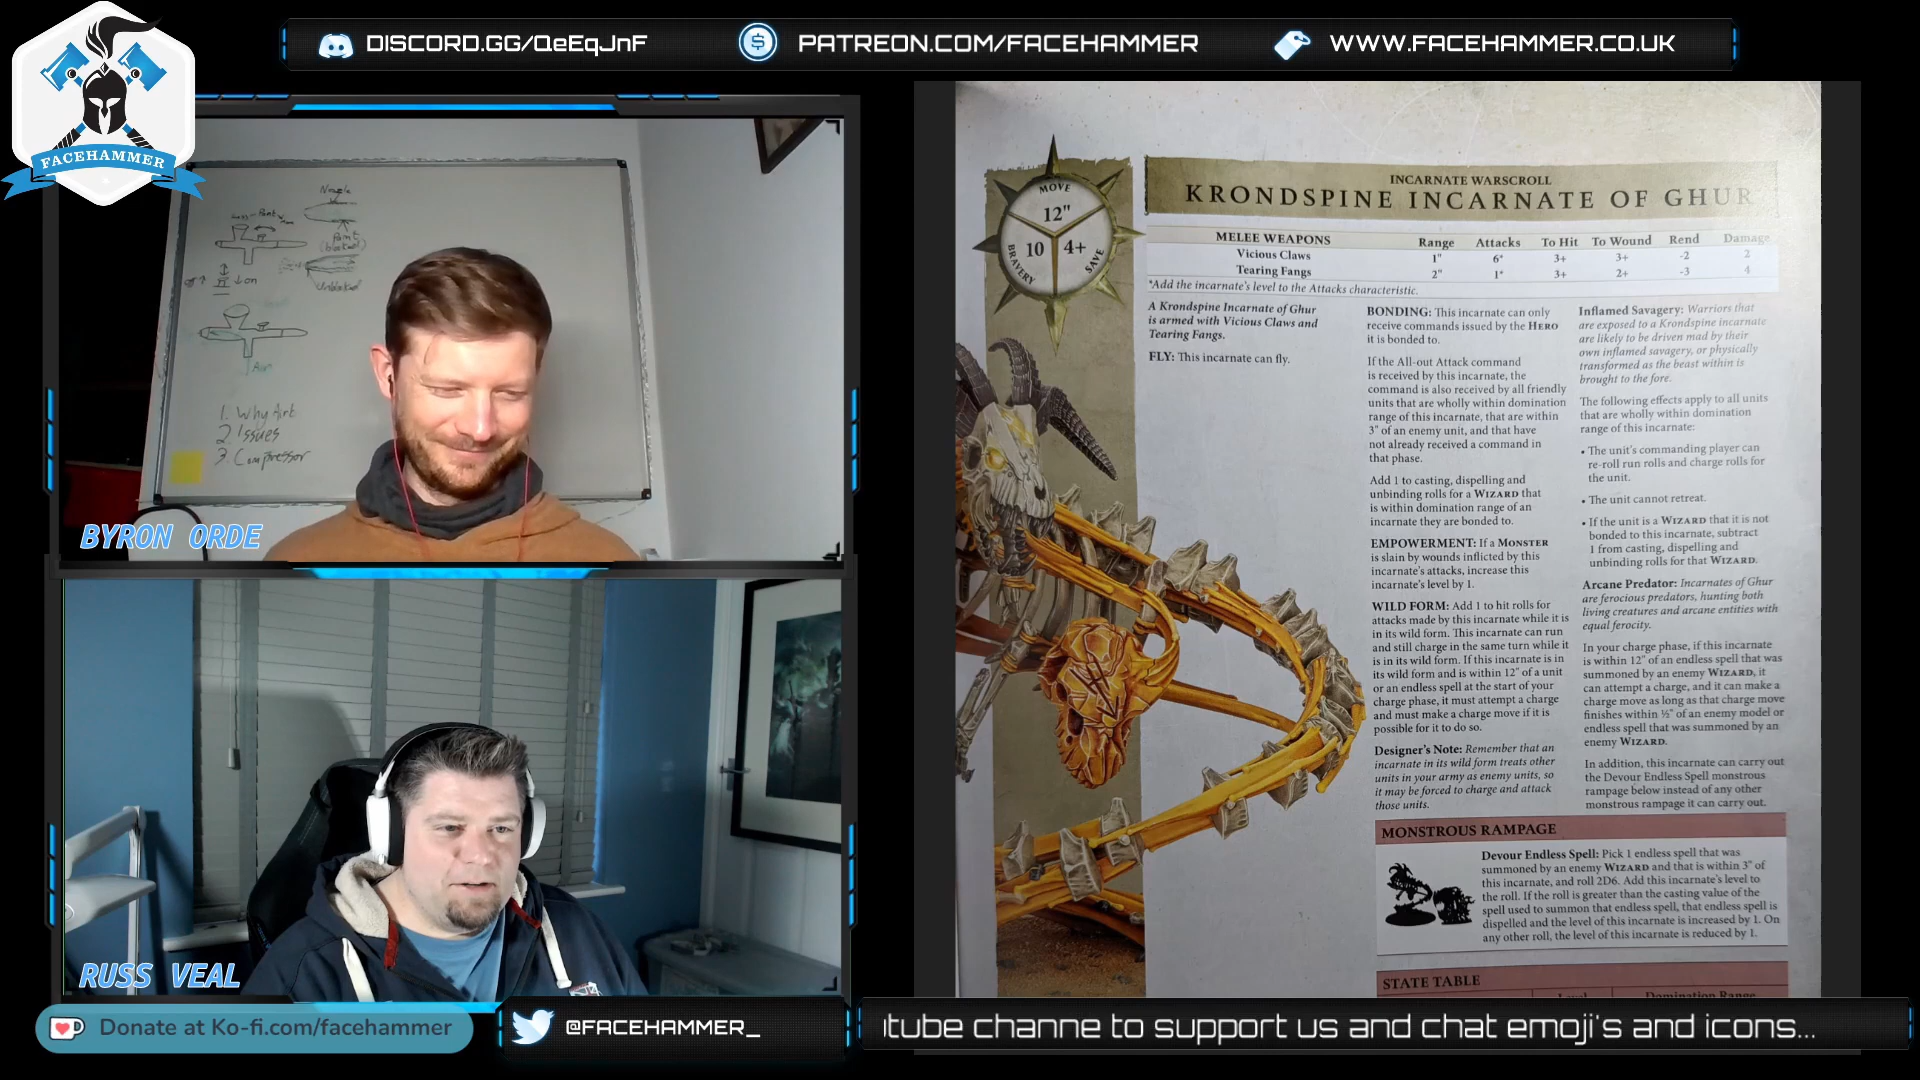 DISCORD.GG/QeEqJnF
PATREON.COM/FACEHAMMER
WWW.FACEHAMMER.CO.UK
FACEHAMMER
Nozzle
Paint
on
Unblocked
Air
1. Why Airb
2. Issues
3. Compressor
BYRON ORDE
RUSS VEAL
INCARNATE WARSCROLL
KRONDSPINE INCARNATE OF GHUR
MOVE
12"
10
4+
BRAVERY
SAVE
MELEE WEAPONS Range Attacks To Hit To Wound Rend Damage
Vicious Claws 1" 6* 3+ 3+ -2 2
Tearing Fangs 2" 1* 3+ 2+ -3 4
*Add the incarnate's level to the Attacks characteristic.
A Krondspine Incarnate of Ghur
is armed with Vicious Claws and
Tearing Fangs.
FLY: This incarnate can fly.
BONDING: This incarnate can only
receive commands issued by the HERO
it is bonded to.
If the All-out Attack command
is received by this incarnate, the
command is also received by all friendly
units that are wholly within domination
range of this incarnate, that are within
3" of an enemy unit, and that have
not already received a command in
that phase.
Add 1 to casting, dispelling and
unbinding rolls for a WIZARD that
is within domination range of an
incarnate they are bonded to.
EMPOWERMENT: If a MONSTER
is slain by wounds inflicted by this
incarnate's attacks, increase this
incarnate's level by 1.
WILD FORM: Add 1 to hit rolls for
attacks made by this incarnate while it is
in its wild form. This incarnate can run
and still charge in the same turn while it
is in its wild form. If this incarnate is in
its wild form and is within 12" of a unit
or an endless spell at the start of your
charge phase, it must attempt a charge
and must make a charge move if it is
possible for it to do so.
Designer's Note: Remember that an
incarnate in its wild form treats other
units in your army as enemy units, so
it may be forced to charge and attack
those units.
Inflamed Savagery: Warriors that
are exposed to a Krondspine incarnate
are likely to be driven mad by their
own inflamed savagery, or physically
transformed as the beast within is
brought to the fore.
The following effects apply to all units
that are wholly within domination
range of this incarnate:
• The unit's commanding player can
re-roll run rolls and charge rolls for
the unit.
• The unit cannot retreat.
• If the unit is a WIZARD that it is not
bonded to this incarnate, subtract
1 from casting, dispelling and
unbinding rolls for that WIZARD.
Arcane Predator: Incarnates of Ghur
are ferocious predators, hunting both
living creatures and arcane entities with
equal ferocity.
In your charge phase, if this incarnate
is within 12" of an endless spell that was
summoned by an enemy WIZARD, it
can attempt a charge, and it can make a
charge move as long as that charge move
finishes within ½" of an enemy model or
endless spell that was summoned by an
enemy WIZARD.
In addition, this incarnate can carry out
the Devour Endless Spell monstrous
rampage below instead of any other
monstrous rampage it can carry out.
MONSTROUS RAMPAGE
Devour Endless Spell: Pick 1 endless spell that was
summoned by an enemy WIZARD and that is within 3" of
this incarnate, and roll 2D6. Add this incarnate's level to
the roll. If the roll is greater than the casting value of the
spell used to summon that endless spell, that endless spell is
dispelled and the level of this incarnate is increased by 1. On
any other roll, the level of this incarnate is reduced by 1.
STATE TABLE
Level Domination Range
Donate at Ko-fi.com/facehammer
@FACEHAMMER_
tube channe to support us and chat emoji's and icons...